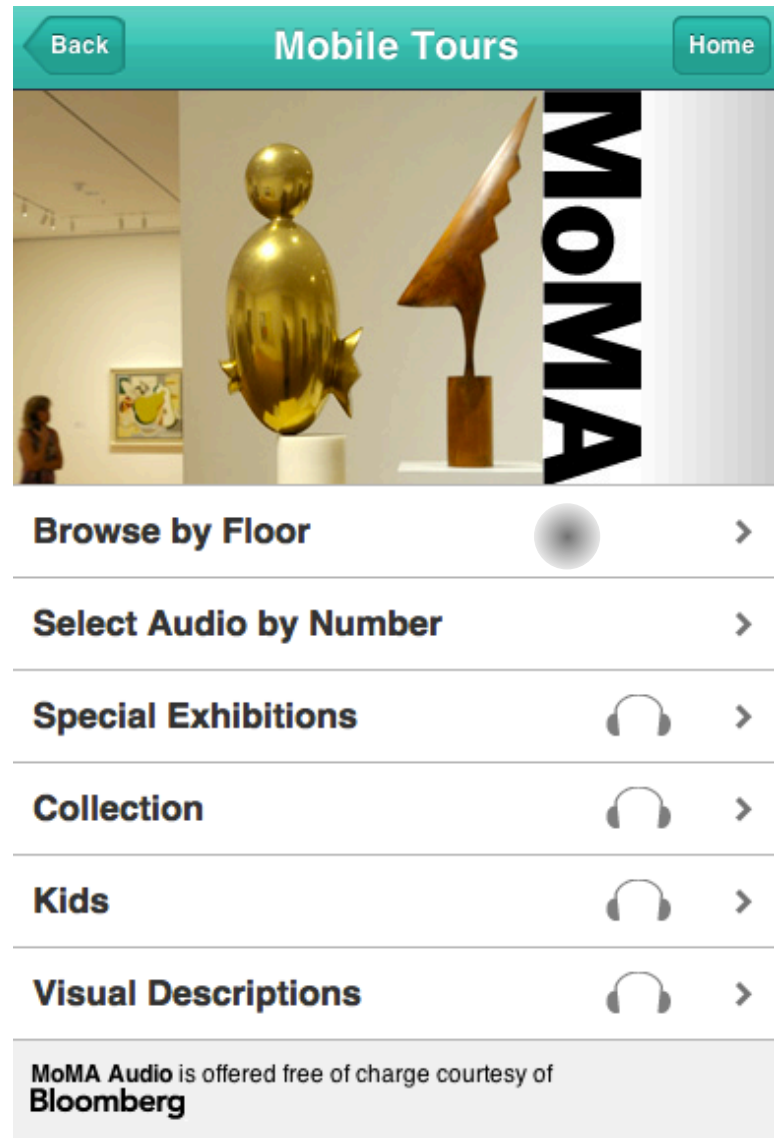 Back
Mobile Tours
Home
MoMA
Browse by Floor
Select Audio by Number
Special Exhibitions
Collection
Kids
Visual Descriptions
MoMA Audio is offered free of charge courtesy of
Bloomberg